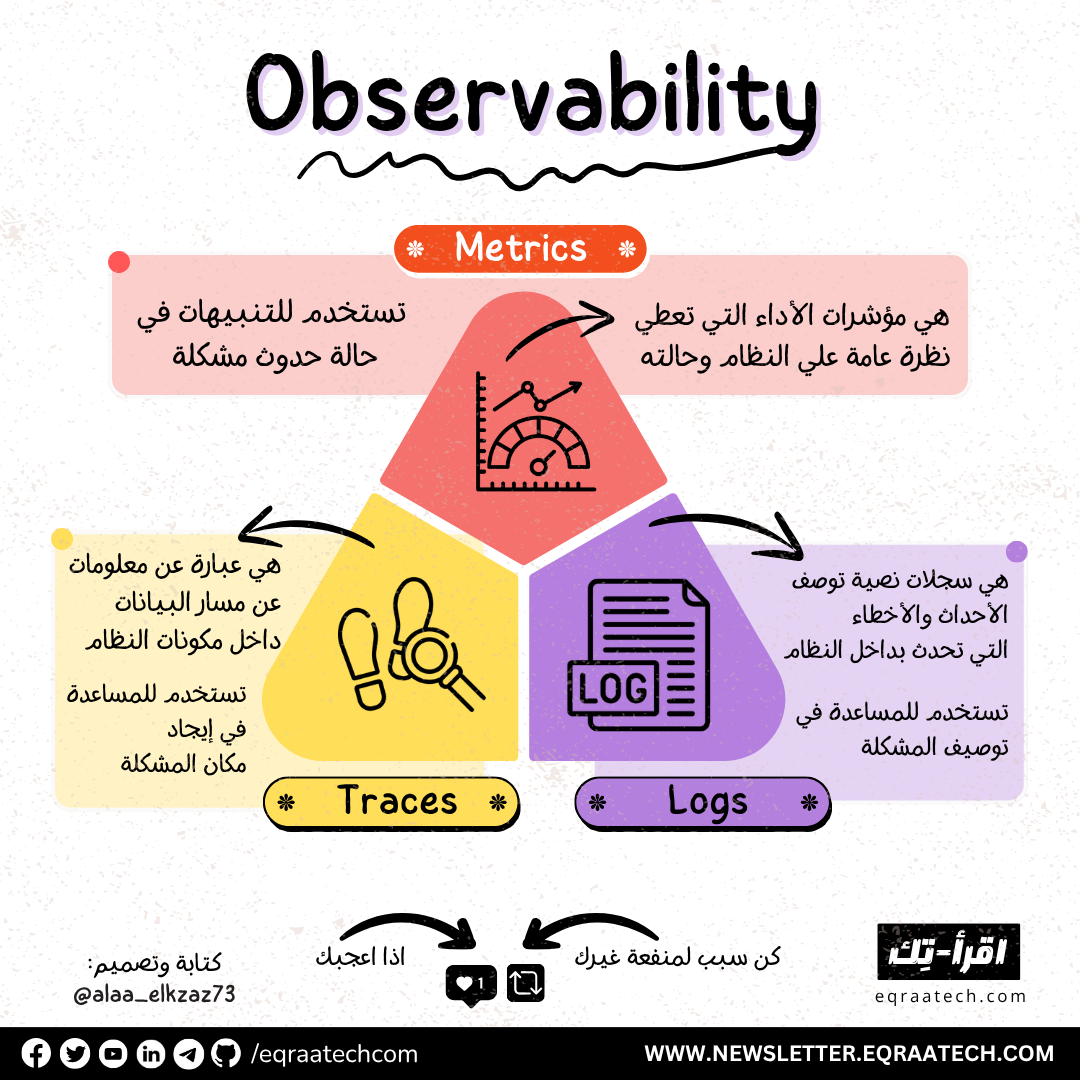 Observability
Metrics
هي مؤشرات الأداء التي تعطي
نظرة عامة علي النظام وحالته
تستخدم للتنبيهات في
حالة حدوث مشكلة
هي سجلات نصية توصف
الأحداث والأخطاء
التي تحدث بداخل النظام
تستخدم للمساعدة في
توصيف المشكلة
LOG
Logs
هي عبارة عن معلومات
عن مسار البيانات
داخل مكونات النظام
تستخدم للمساعدة
في إيجاد
مكان المشكلة
Traces
اقرأ-تِك
eqraatech.com
كن سبب لمنفعة غيرك
اذا اعجبك
1
كتابة وتصميم:
@alaa_elkzaz73
/eqraatechcom
WWW.NEWSLETTER.EQRAATECH.COM